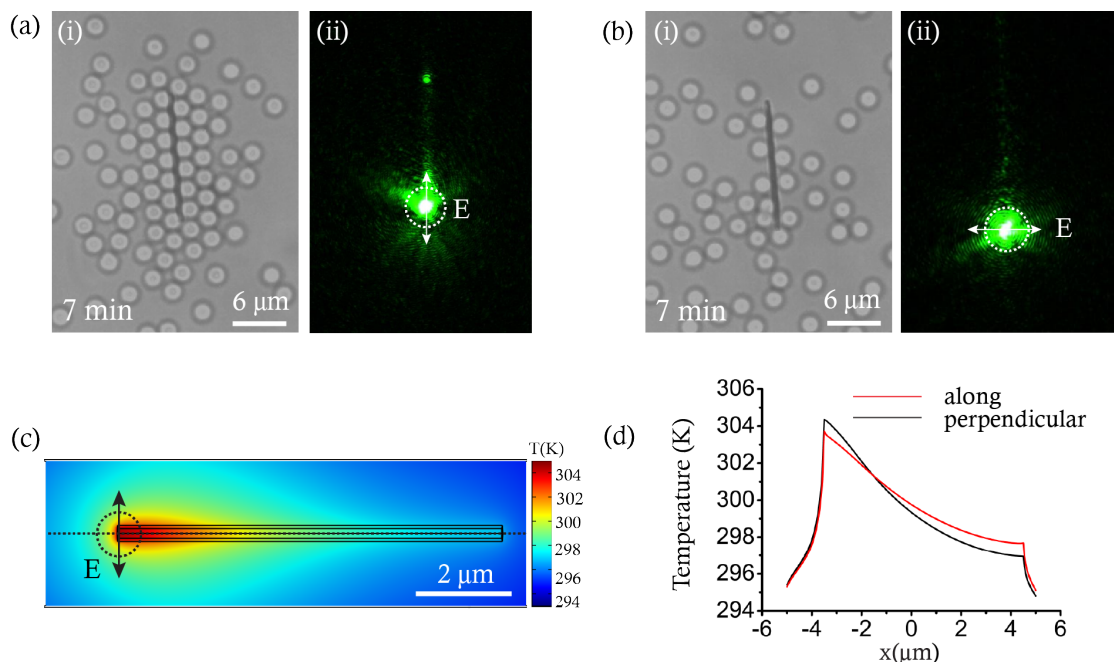 (a)
(i)
(ii)
E
7 min
6 μm
(b)
(i)
(ii)
E
7 min
6 μm
(c)
T(K)
304
302
300
298
296
294
E
2 μm
(d)
along
perpendicular
Temperature (K)
306
304
302
300
298
296
294
-6 -4 -2 0 2 4 6
x(μm)